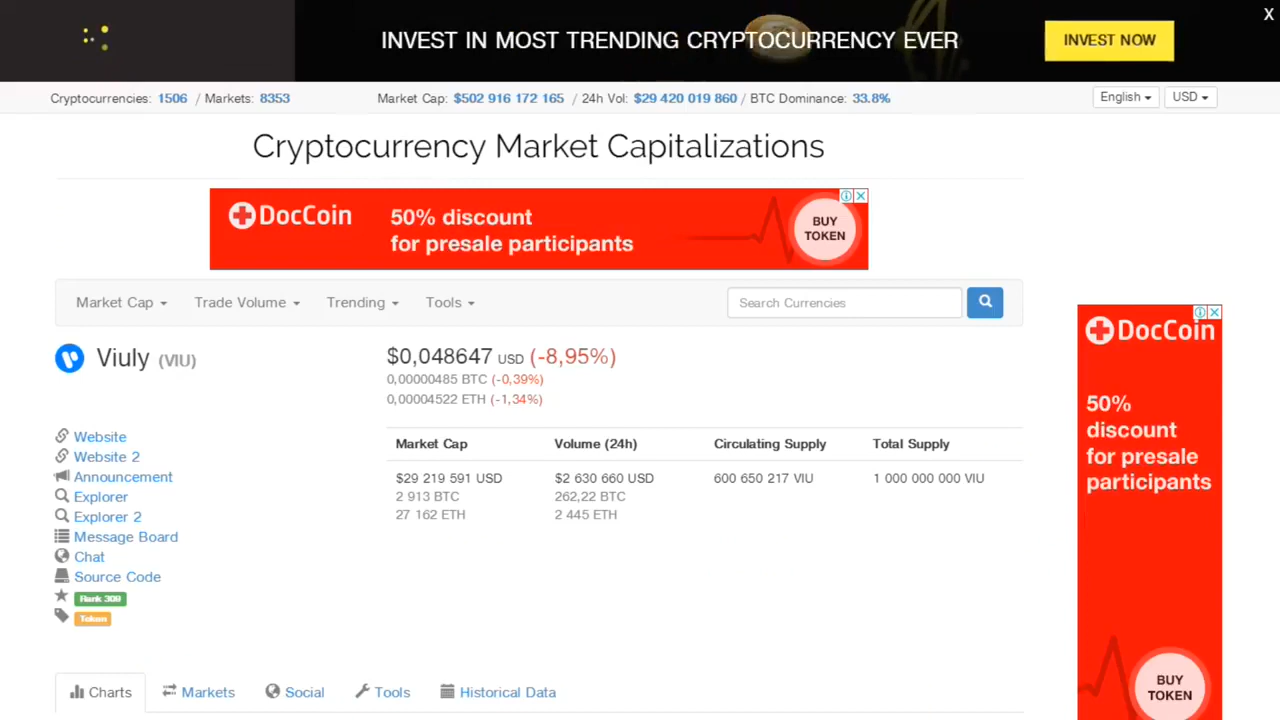 X
INVEST IN MOST TRENDING CRYPTOCURRENCY EVER
INVEST NOW
Cryptocurrencies: 1506 / Markets: 8353 Market Cap: $502 916 172 165 / 24h Vol: $29 420 019 860 / BTC Dominance: 33.8% English USD
Cryptocurrency Market Capitalizations
DocCoin
50% discount
for presale participants
BUY
TOKEN
Market Cap Trade Volume Trending Tools Search Currencies
Viuly (VIU)
$0,048647 USD (-8,95%)
0,00000485 BTC (-0,39%)
0,00004522 ETH (-1,34%)
Website
Website 2
Announcement
Explorer
Explorer 2
Message Board
Chat
Source Code
Rank 309
Token
Market Cap Volume (24h) Circulating Supply Total Supply
$29 219 591 USD $2 630 660 USD 600 650 217 VIU 1 000 000 000 VIU
2 913 BTC 262,22 BTC
27 162 ETH 2 445 ETH
DocCoin
50%
discount
for presale
participants
BUY
TOKEN
Charts Markets Social Tools Historical Data